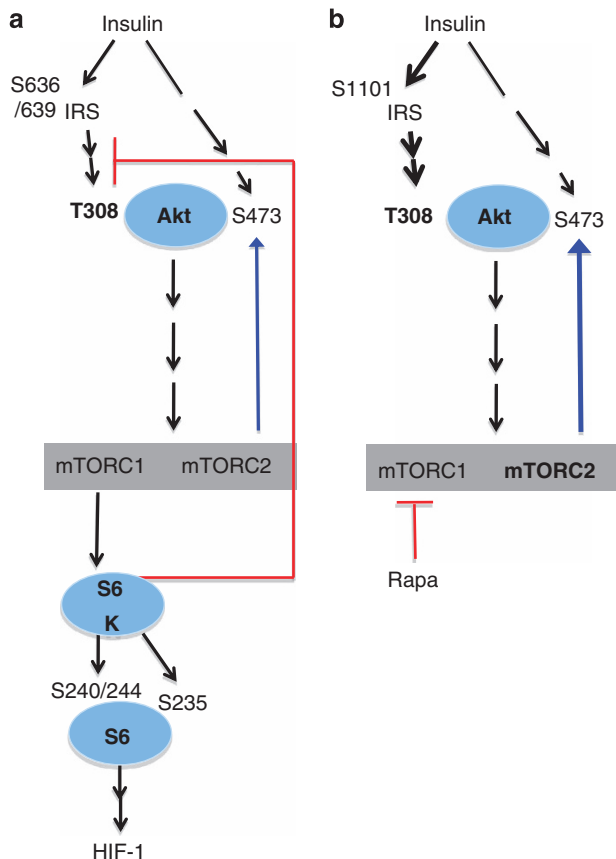 a
Insulin
S636
/639
IRS
T308
Akt
S473
mTORC1
mTORC2
S6
K
S240/244
S235
S6
HIF-1
b
Insulin
S1101
IRS
T308
Akt
S473
mTORC1
mTORC2
Rapa